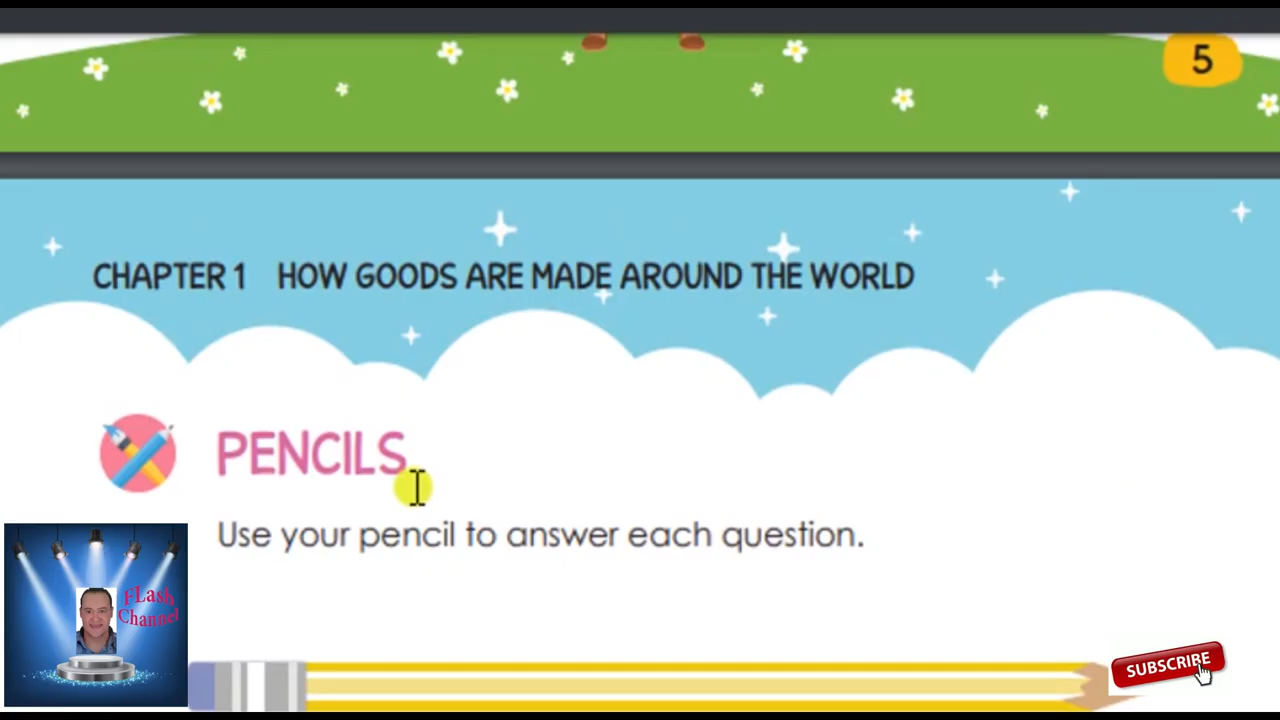 5
CHAPTER 1 HOW GOODS ARE MADE AROUND THE WORLD
PENCILS
Use your pencil to answer each question.
FLash
Channel
SUBSCRIBE